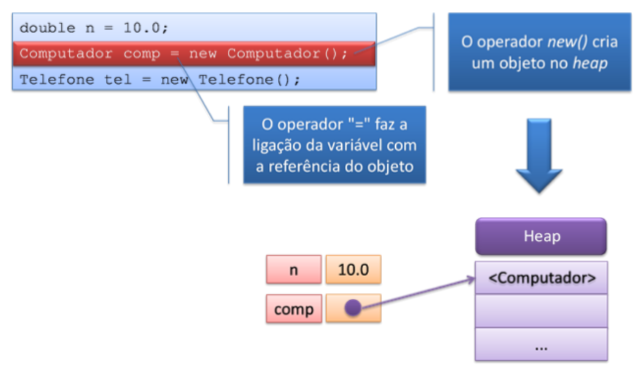 double n = 10.0;
Computador comp = new Computador();
Telefone tel = new Telefone();
O operador new() cria
um objeto no heap
O operador "=" faz a
ligação da variável com
a referência do objeto
Heap
n 10.0
<Computador>
comp
...